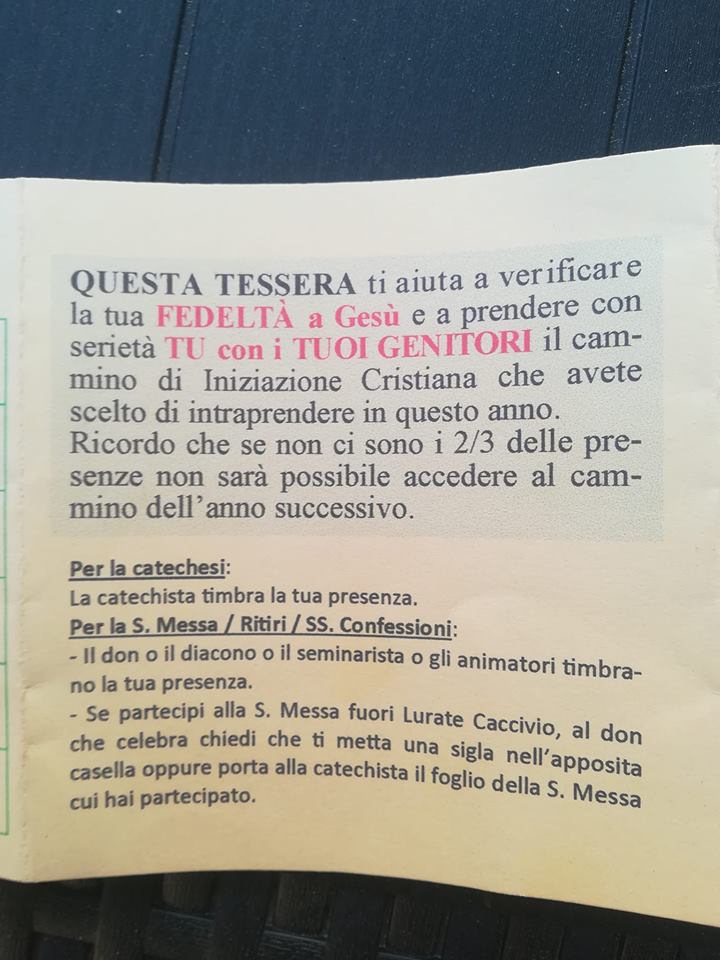 QUESTA TESSERA ti aiuta a verificare
la tua FEDELTÀ a Gesù e a prendere con
serietà TU con i TUOI GENITORI il cam-
mino di Iniziazione Cristiana che avete
scelto di intraprendere in questo anno.
Ricordo che se non ci sono i 2/3 delle pre-
senze non sarà possibile accedere al cam-
mino dell'anno successivo.
Per la catechesi:
La catechista timbra la tua presenza.
Per la S. Messa / Ritiri / SS. Confessioni:
- Il don o il diacono o il seminarista o gli animatori timbra-
no la tua presenza.
- Se partecipi alla S. Messa fuori Lurate Caccivio, al don
che celebra chiedi che ti metta una sigla nell'apposita
casella oppure porta alla catechista il foglio della S. Messa
cui hai partecipato.